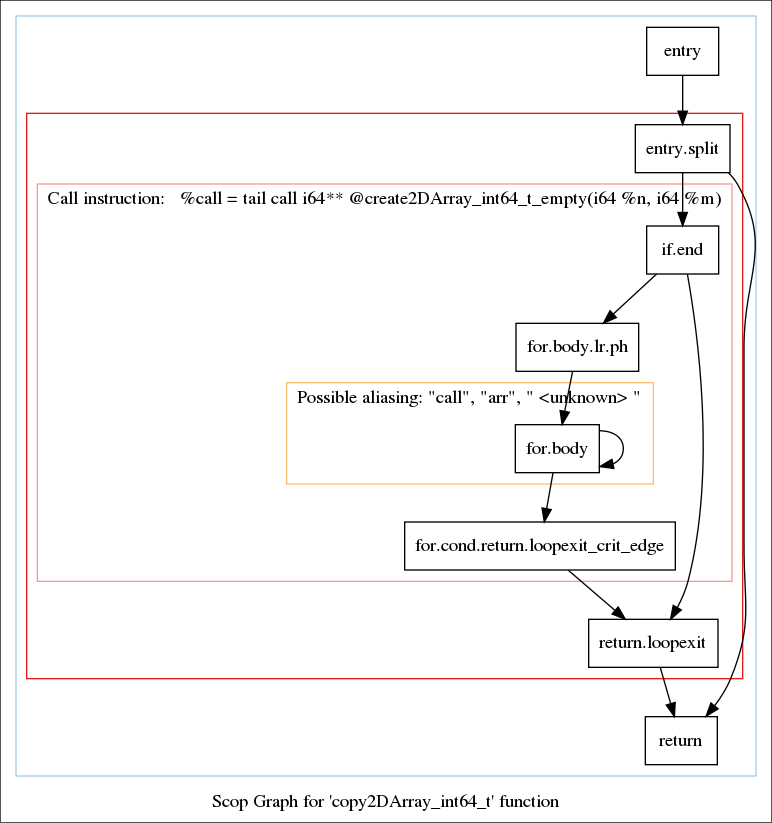 entry
entry.split
Call instruction:   %call = tail call i64** @create2DArray_int64_t_empty(i64 %n, i64 %m)
if.end
for.body.lr.ph
Possible aliasing: "call", "arr", " <unknown> "
for.body
for.cond.return.loopexit_crit_edge
return.loopexit
return
Scop Graph for 'copy2DArray_int64_t' function